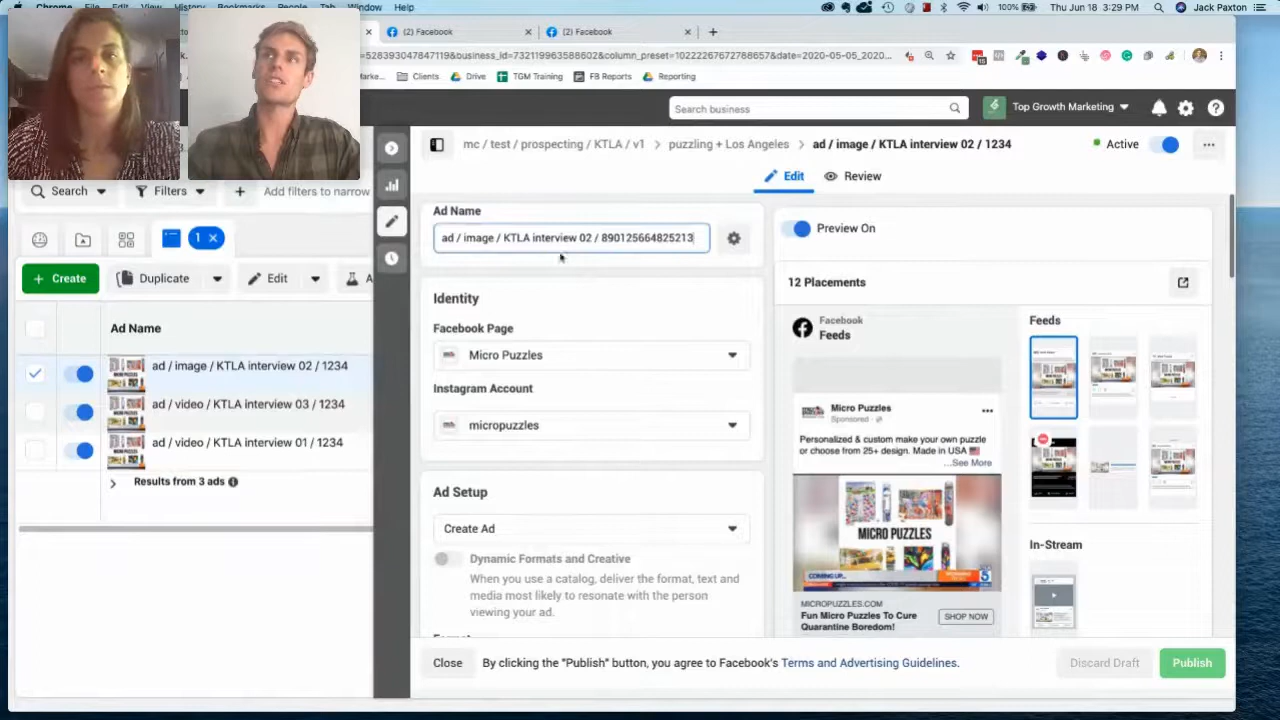 Chrome File Edit View History Bookmarks People Tab Window Help
100% Thu Jun 18 3:29 PM Jack Paxton
(2) Facebook
(2) Facebook
Clients
Drive
TGM Training
FB Reports
Reporting
Search business
Top Growth Marketing
mc / test / prospecting / KTLA / v1
puzzling + Los Angeles
ad / image / KTLA interview 02 / 1234
Active
Edit
Review
Search
Filters
Add filters to narrow
1
Create
Duplicate
Edit
A
Ad Name
ad / image / KTLA interview 02 / 1234
ad / video / KTLA interview 03 / 1234
ad / video / KTLA interview 01 / 1234
Results from 3 ads
Ad Name
ad / image / KTLA interview 02 / 890125664825213
Identity
Facebook Page
Micro Puzzles
Instagram Account
micropuzzles
Ad Setup
Create Ad
Dynamic Formats and Creative
When you use a catalog, deliver the format, text and
media most likely to resonate with the person
viewing your ad.
Preview On
12 Placements
Facebook
Feeds
Micro Puzzles
Sponsored
Personalized & custom make your own puzzle
or choose from 25+ design. Made in USA
...See More
MICRO PUZZLES
COMING UP...
5
MICROPUZZLES.COM
Fun Micro Puzzles To Cure
Quarantine Boredom!
SHOP NOW
Feeds
In-Stream
Close
By clicking the "Publish" button, you agree to Facebook's Terms and Advertising Guidelines.
Discard Draft
Publish